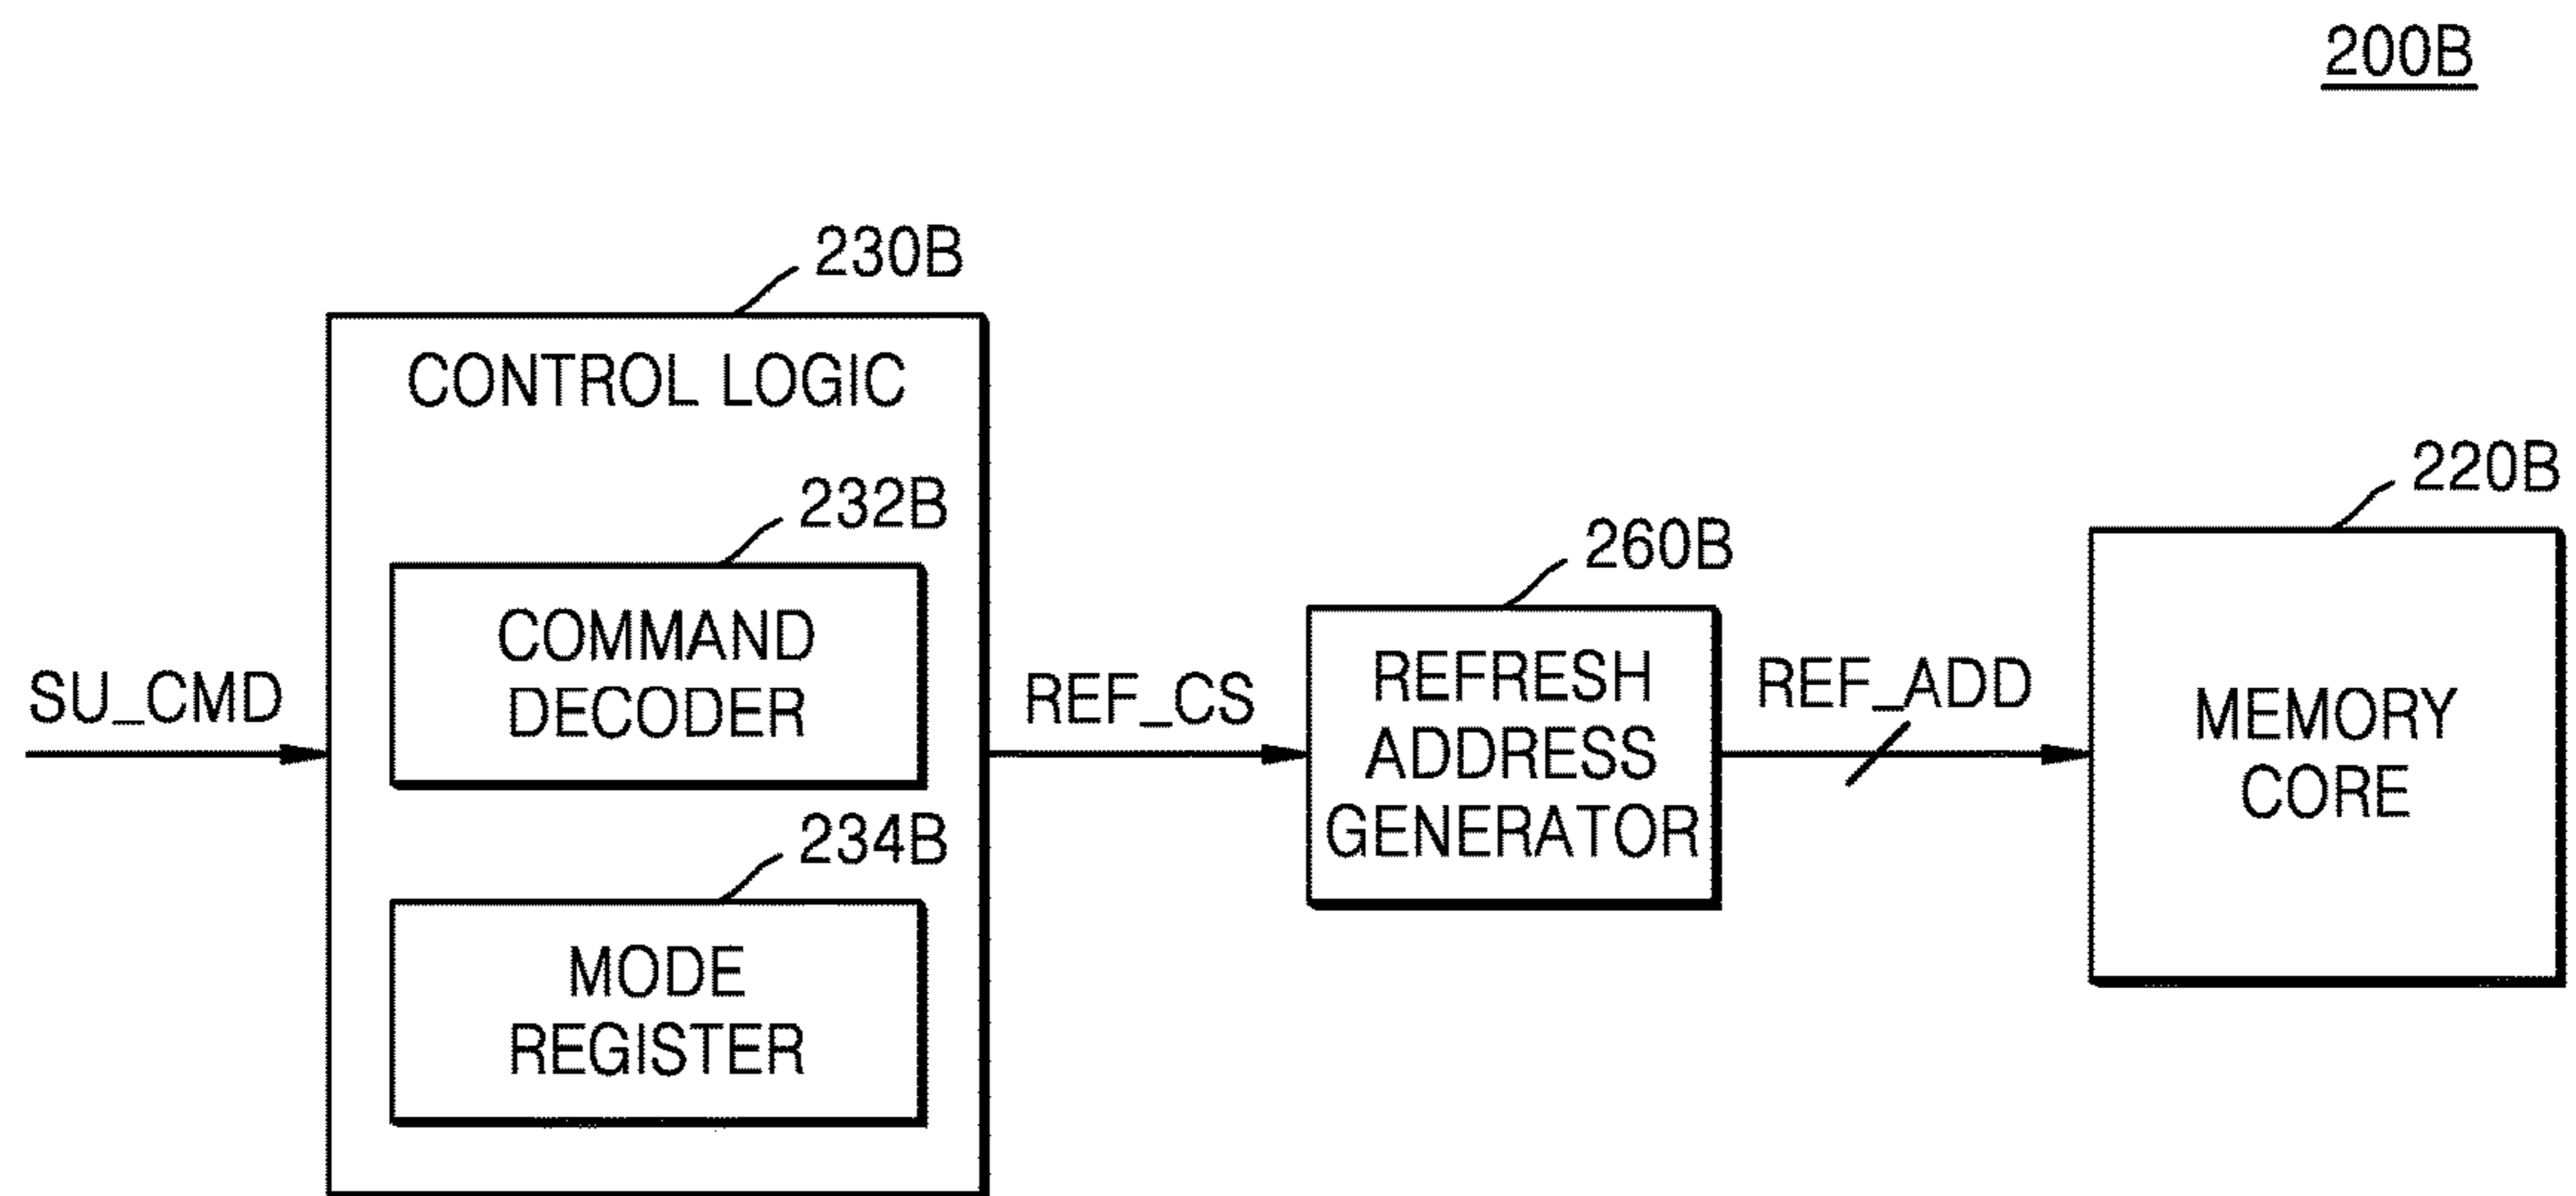 200B
230B
CONTROL LOGIC
232B
COMMAND
DECODER
234B
MODE
REGISTER
SU_CMD
REF_CS
260B
REFRESH
ADDRESS
GENERATOR
REF_ADD
220B
MEMORY
CORE